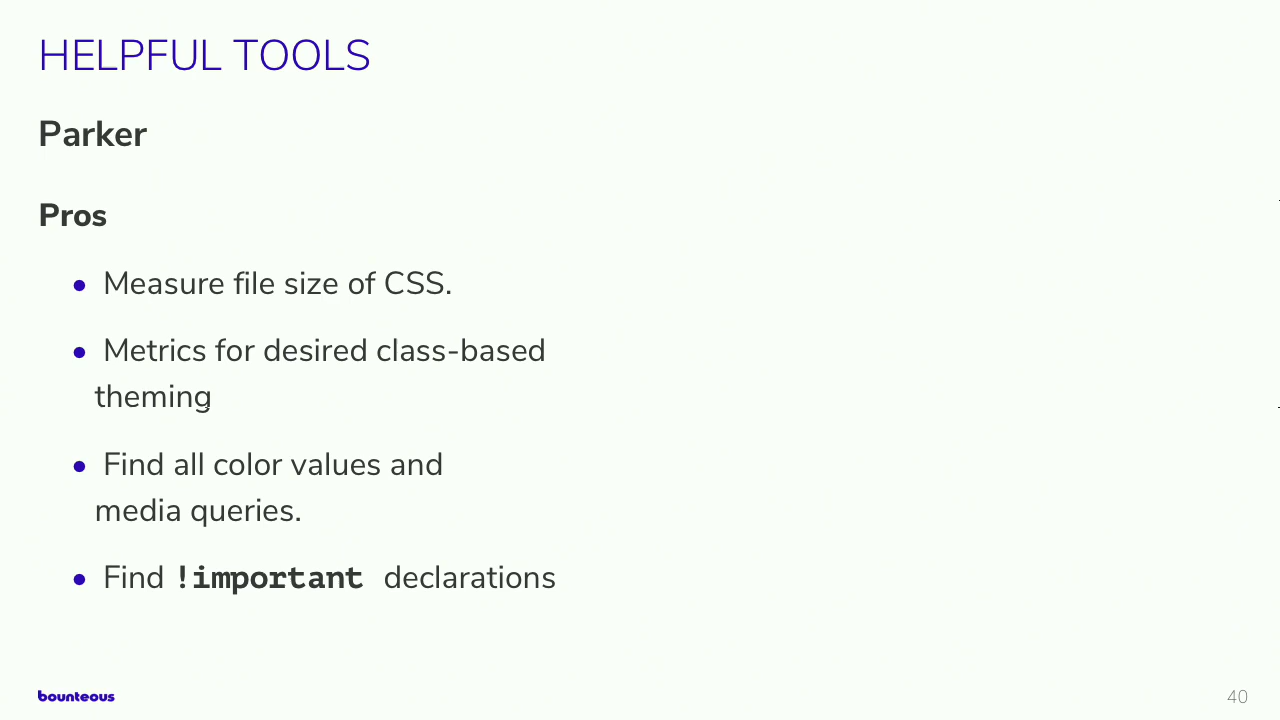 HELPFUL TOOLS
Parker
Pros
• Measure file size of CSS.
• Metrics for desired class-based
theming
• Find all color values and
media queries.
• Find !important declarations
bounteous
40